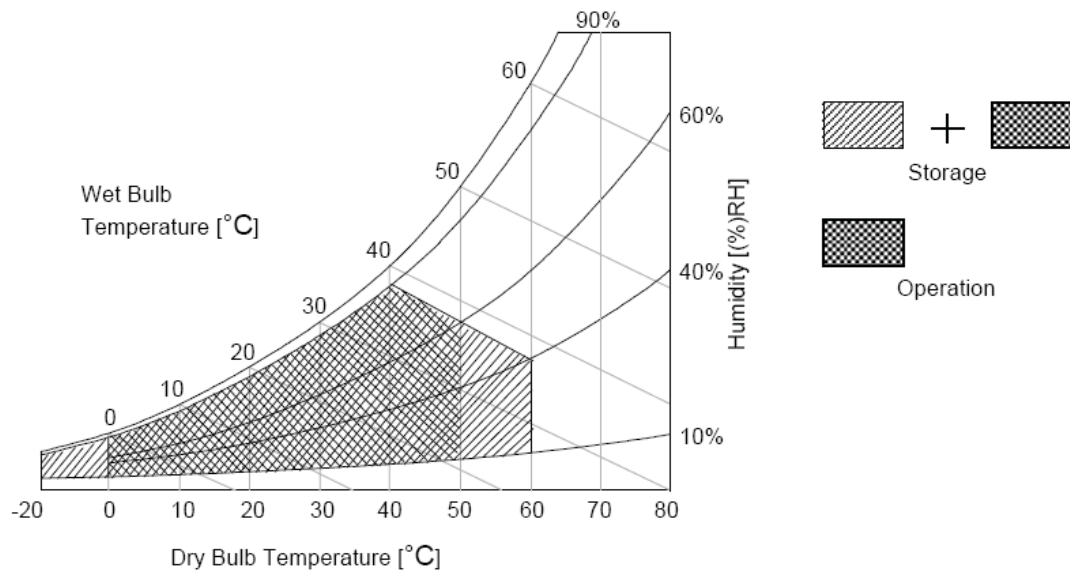 90%
60
60%
50
Storage
Wet Bulb
Temperature [°C]
40
40%
Humidity [(%)RH]
Operation
30
20
10
0
10%
-20 0 10 20 30 40 50 60 70 80
Dry Bulb Temperature [°C]